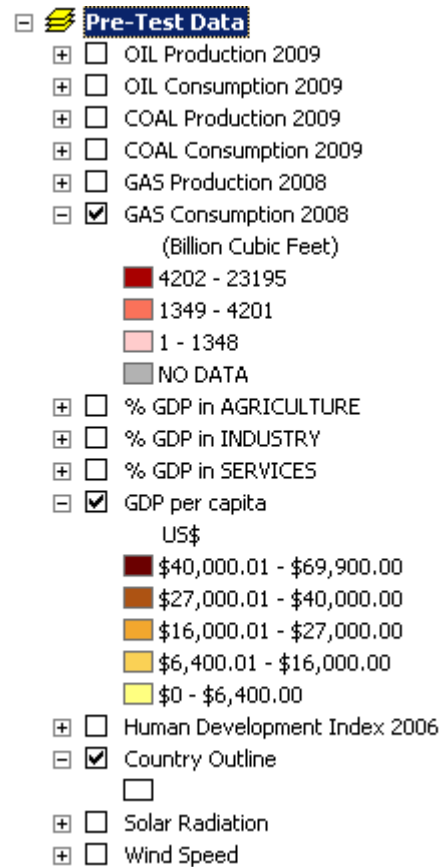 Pre-Test Data
OIL Production 2009
OIL Consumption 2009
COAL Production 2009
COAL Consumption 2009
GAS Production 2008
GAS Consumption 2008
(Billion Cubic Feet)
4202 - 23195
1349 - 4201
1 - 1348
NO DATA
% GDP in AGRICULTURE
% GDP in INDUSTRY
% GDP in SERVICES
GDP per capita
US$
$40,000.01 - $69,900.00
$27,000.01 - $40,000.00
$16,000.01 - $27,000.00
$6,400.01 - $16,000.00
$0 - $6,400.00
Human Development Index 2006
Country Outline
Solar Radiation
Wind Speed